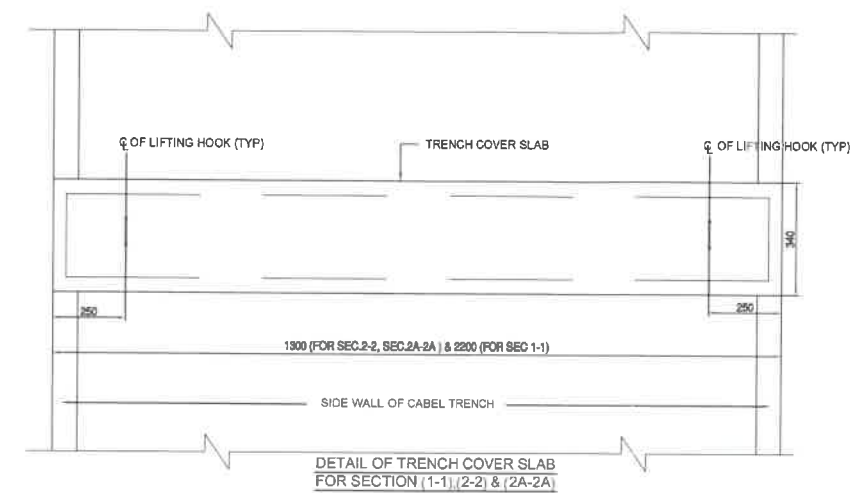 ℄ OF LIFTING HOOK (TYP)
TRENCH COVER SLAB
℄ OF LIFTING HOOK (TYP)
340
250
250
1300 (FOR SEC.2-2, SEC.2A-2A ) & 2200 (FOR SEC 1-1)
SIDE WALL OF CABEL TRENCH
DETAIL OF TRENCH COVER SLAB
FOR SECTION (1-1),(2-2) & (2A-2A)